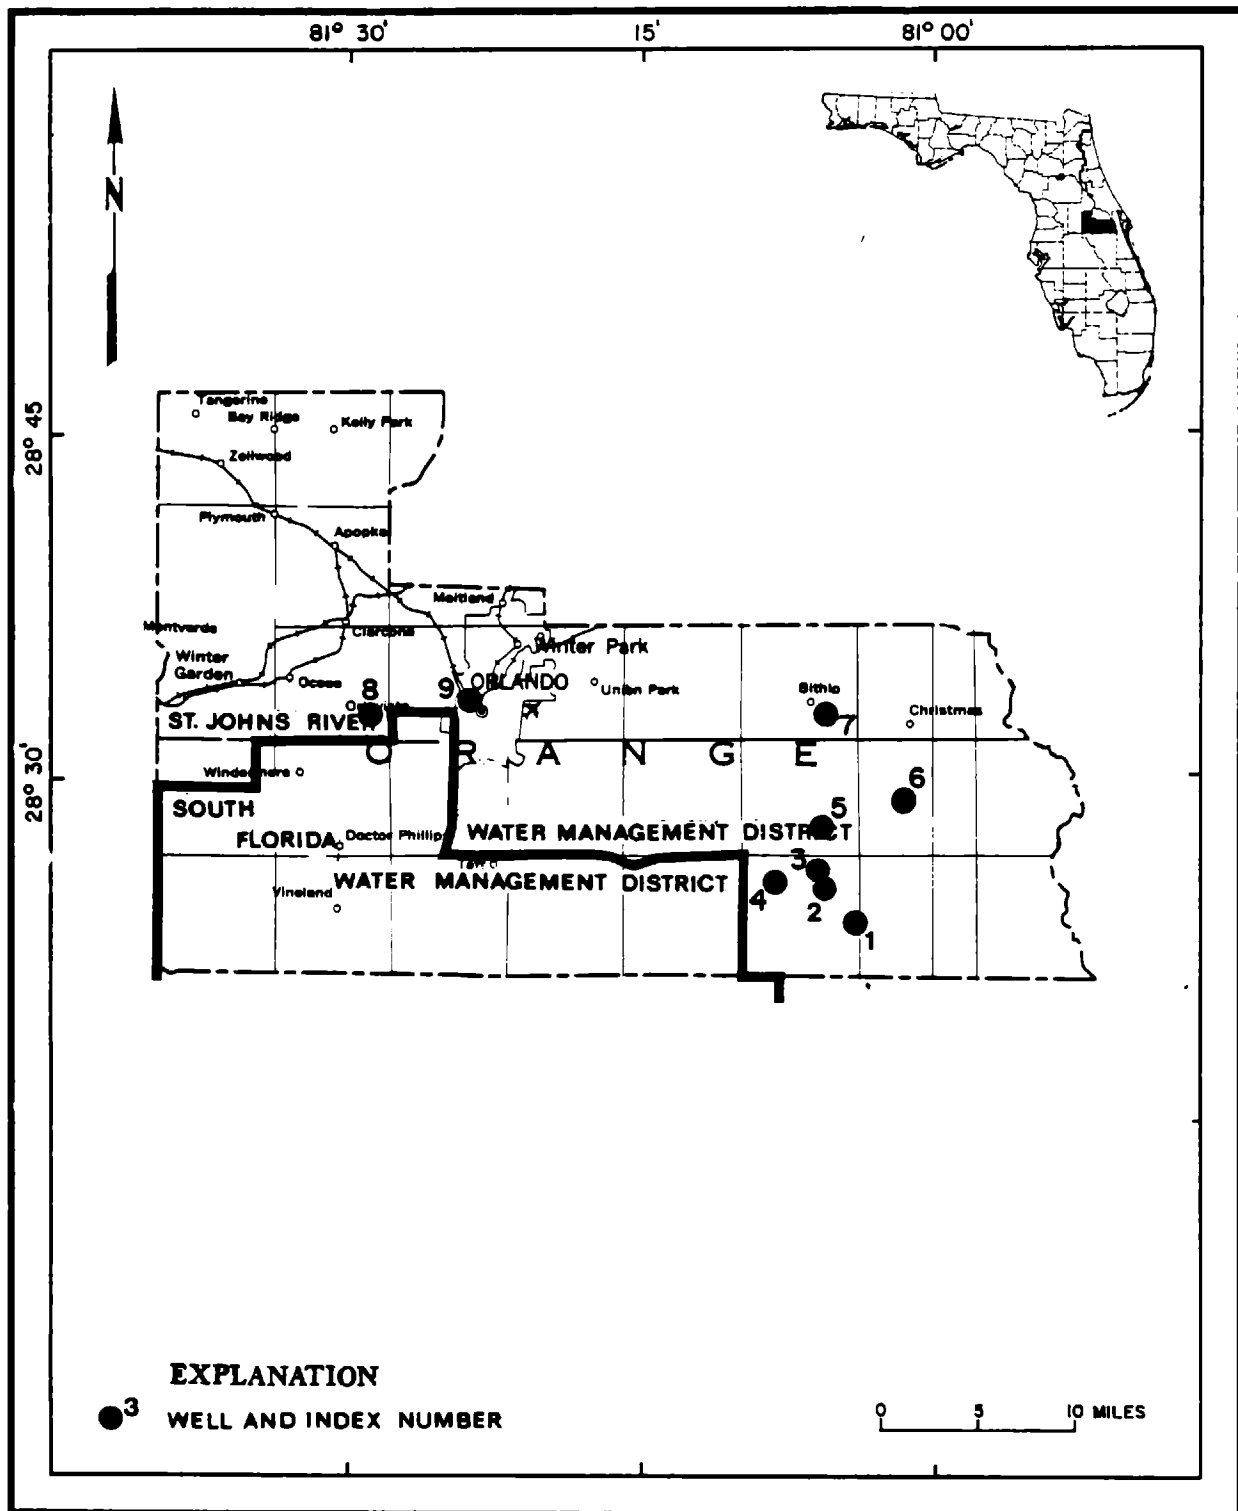 81° 30'
15'
81° 00'
N
28° 45'
28° 30'
Tangerine
Bay Ridge
Kelly Park
Zellwood
Plymouth
Apopka
Maitland
Montverde
Clarcona
Winter Park
Winter
Garden
Ocoee
8
9
ORLANDO
Union Park
Bithlo
Christmas
7
ST. JOHNS RIVER
ORANGE
Windermere
6
SOUTH
5
FLORIDA
Doctor Phillips
WATER MANAGEMENT DISTRICT
Taft
3
WATER MANAGEMENT DISTRICT
4
2
Vineland
1
EXPLANATION
3
WELL AND INDEX NUMBER
0 5 10 MILES